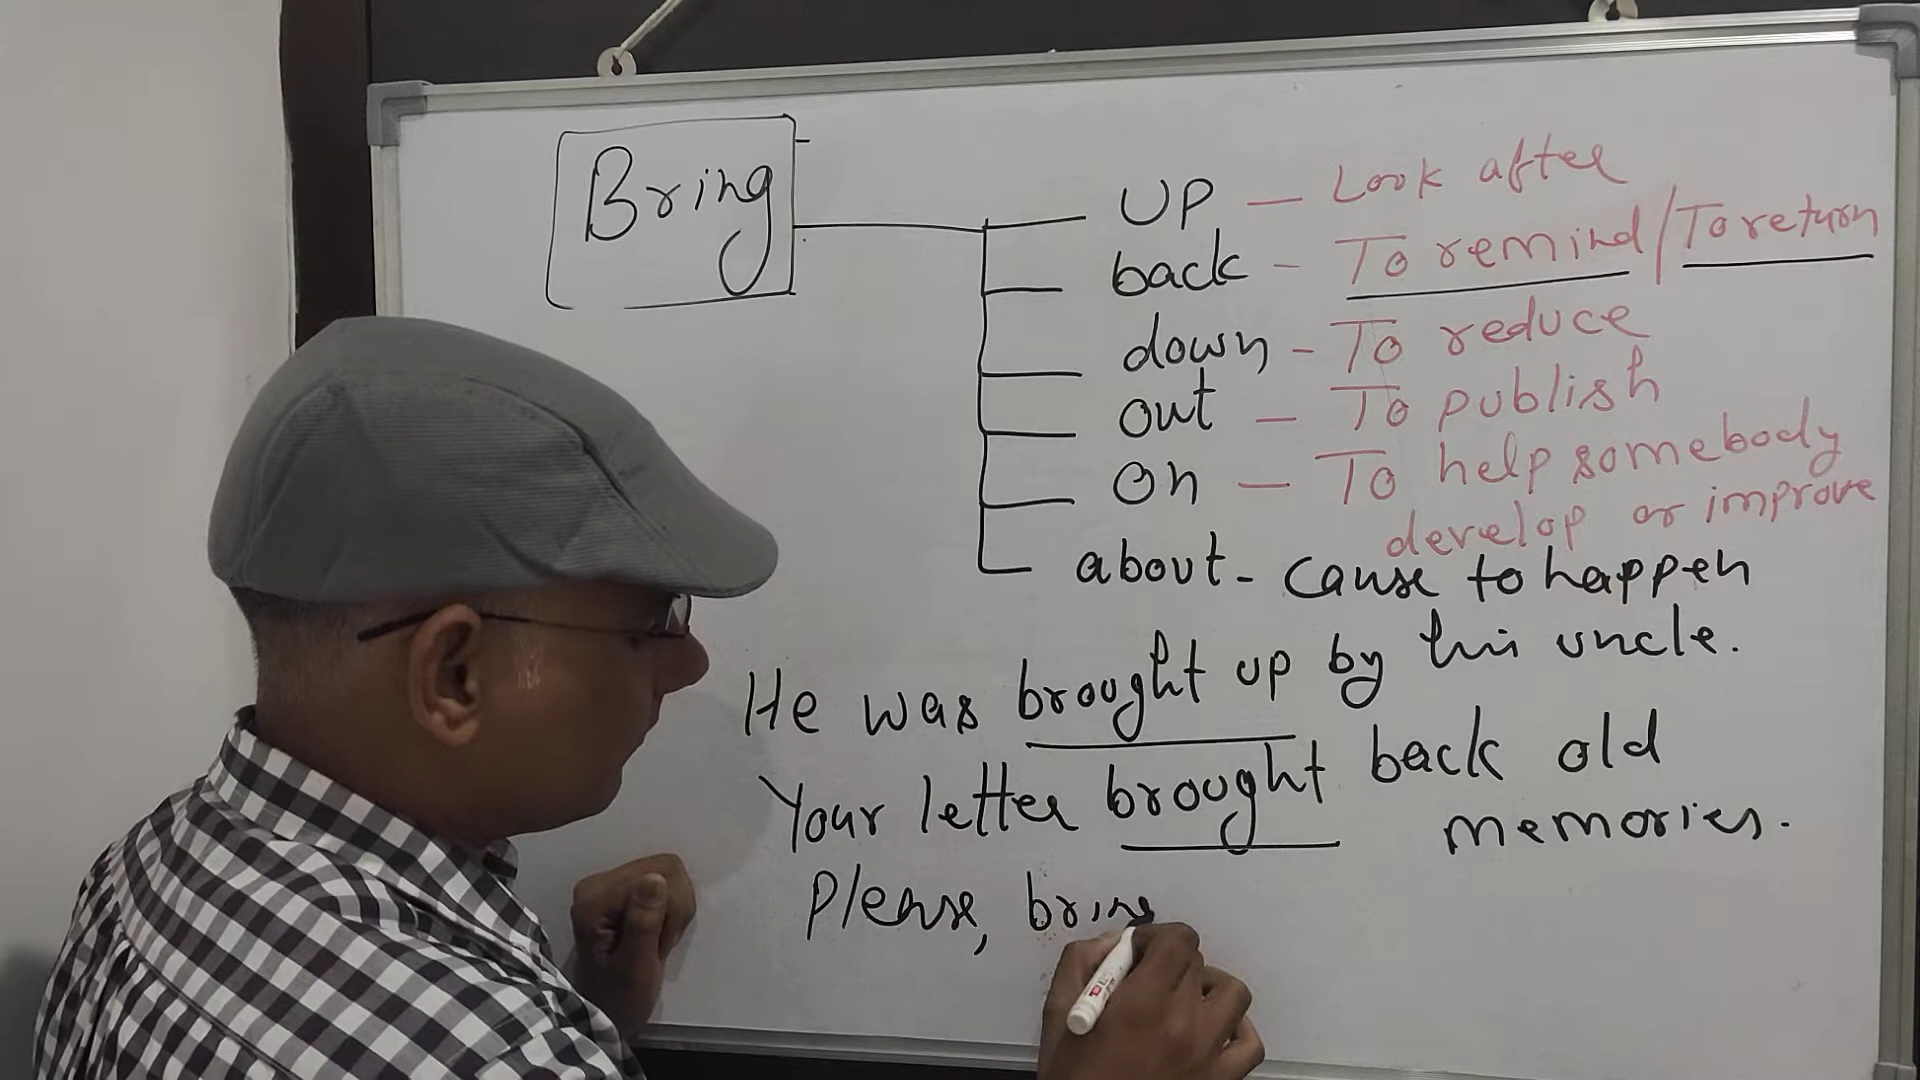 Bring
UP - Look after
back - To remind / To return
down - To reduce
out - To publish
on - To help somebody
develop or improve
about - cause to happen
He was brought up by his uncle.
Your letter brought back old
memories.
Please, bring